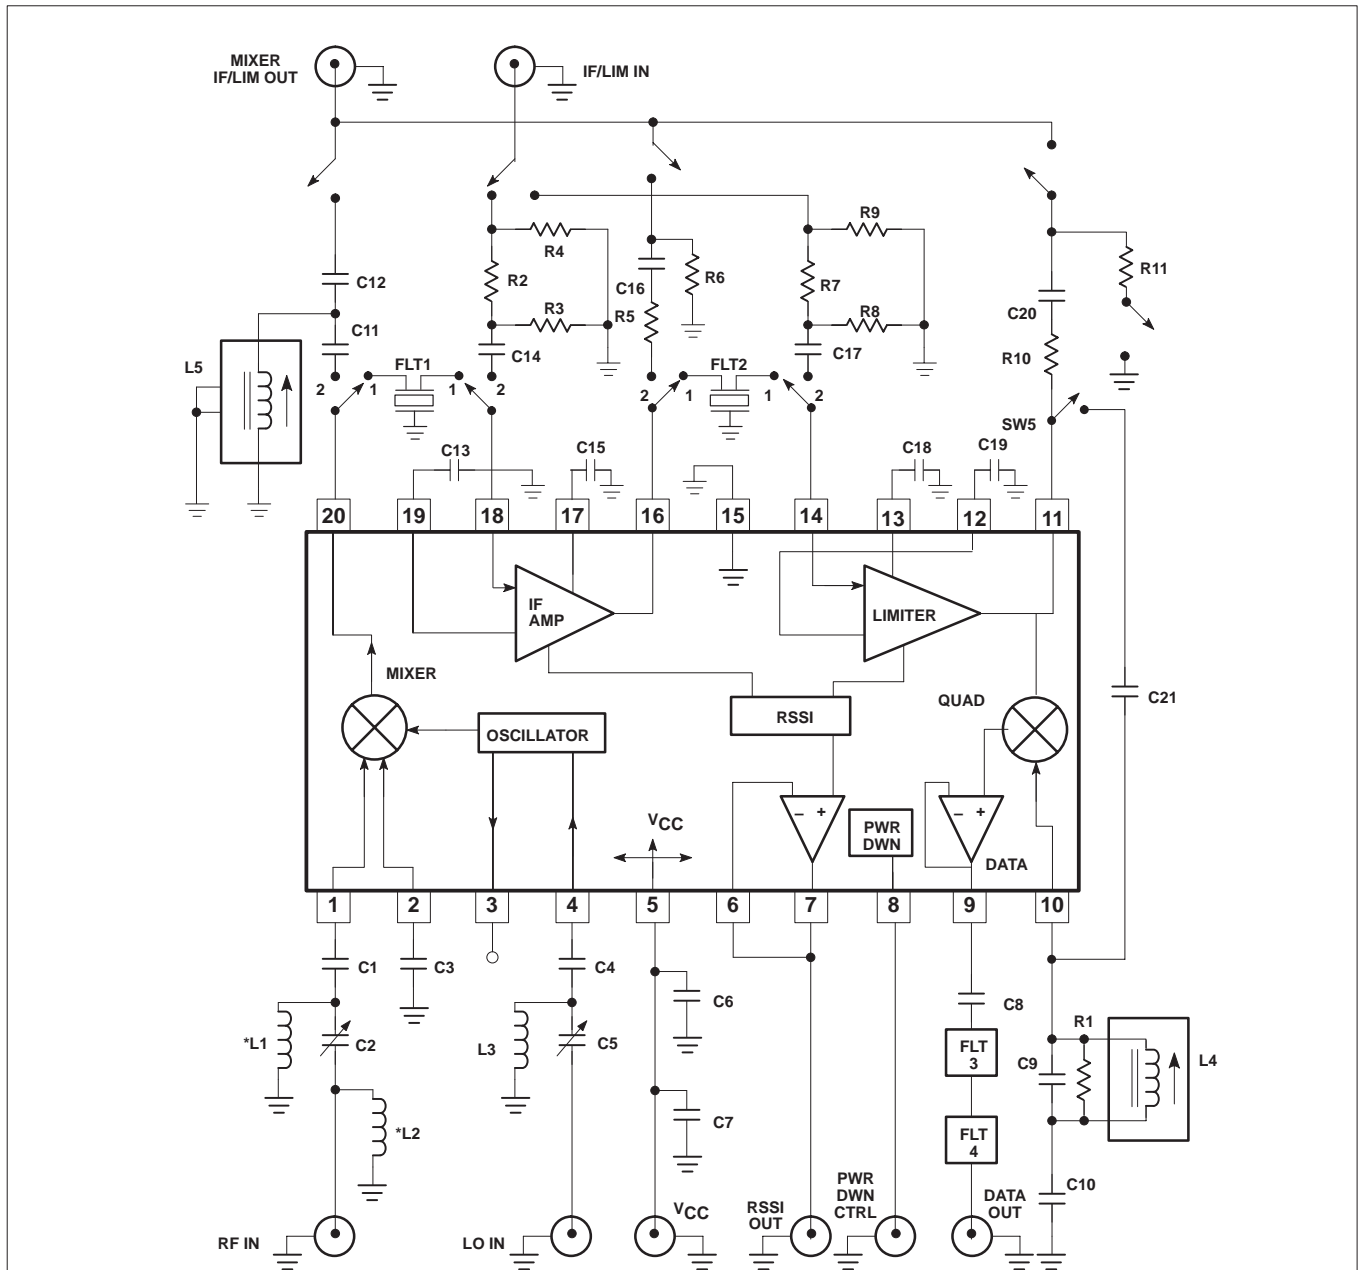 MIXER
IF/LIM OUT
IF/LIM IN
R9
R4
C12
R2
C16
R6
R7
R11
C20
R3
R5
R8
C11
L5
FLT1
C14
FLT2
C17
R10
2
1
1
2
2
1
1
2
SW5
C13
C15
C18
C19
20
19
18
17
16
15
14
13
12
11
IF
AMP
LIMITER
MIXER
QUAD
C21
RSSI
OSCILLATOR
VCC
– +
PWR
DWN
– +
DATA
1
2
3
4
5
6
7
8
9
10
C1
C3
C4
C6
C8
*L1
C2
L3
C5
R1
FLT
3
C9
L4
C7
*L2
FLT
4
C10
RF IN
LO IN
VCC
RSSI
OUT
PWR
DWN
CTRL
DATA
OUT